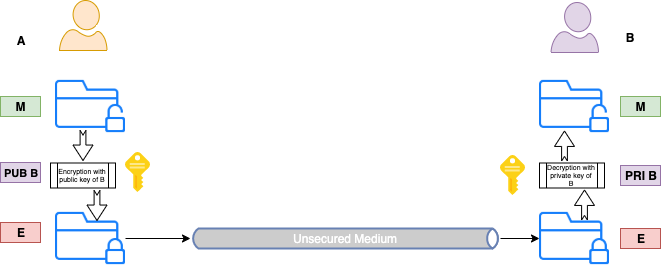 A
B
M
M
PUB B
Encryption with
public key of B
Decryption with
private key of
B
PRI B
E
Unsecured Medium
E